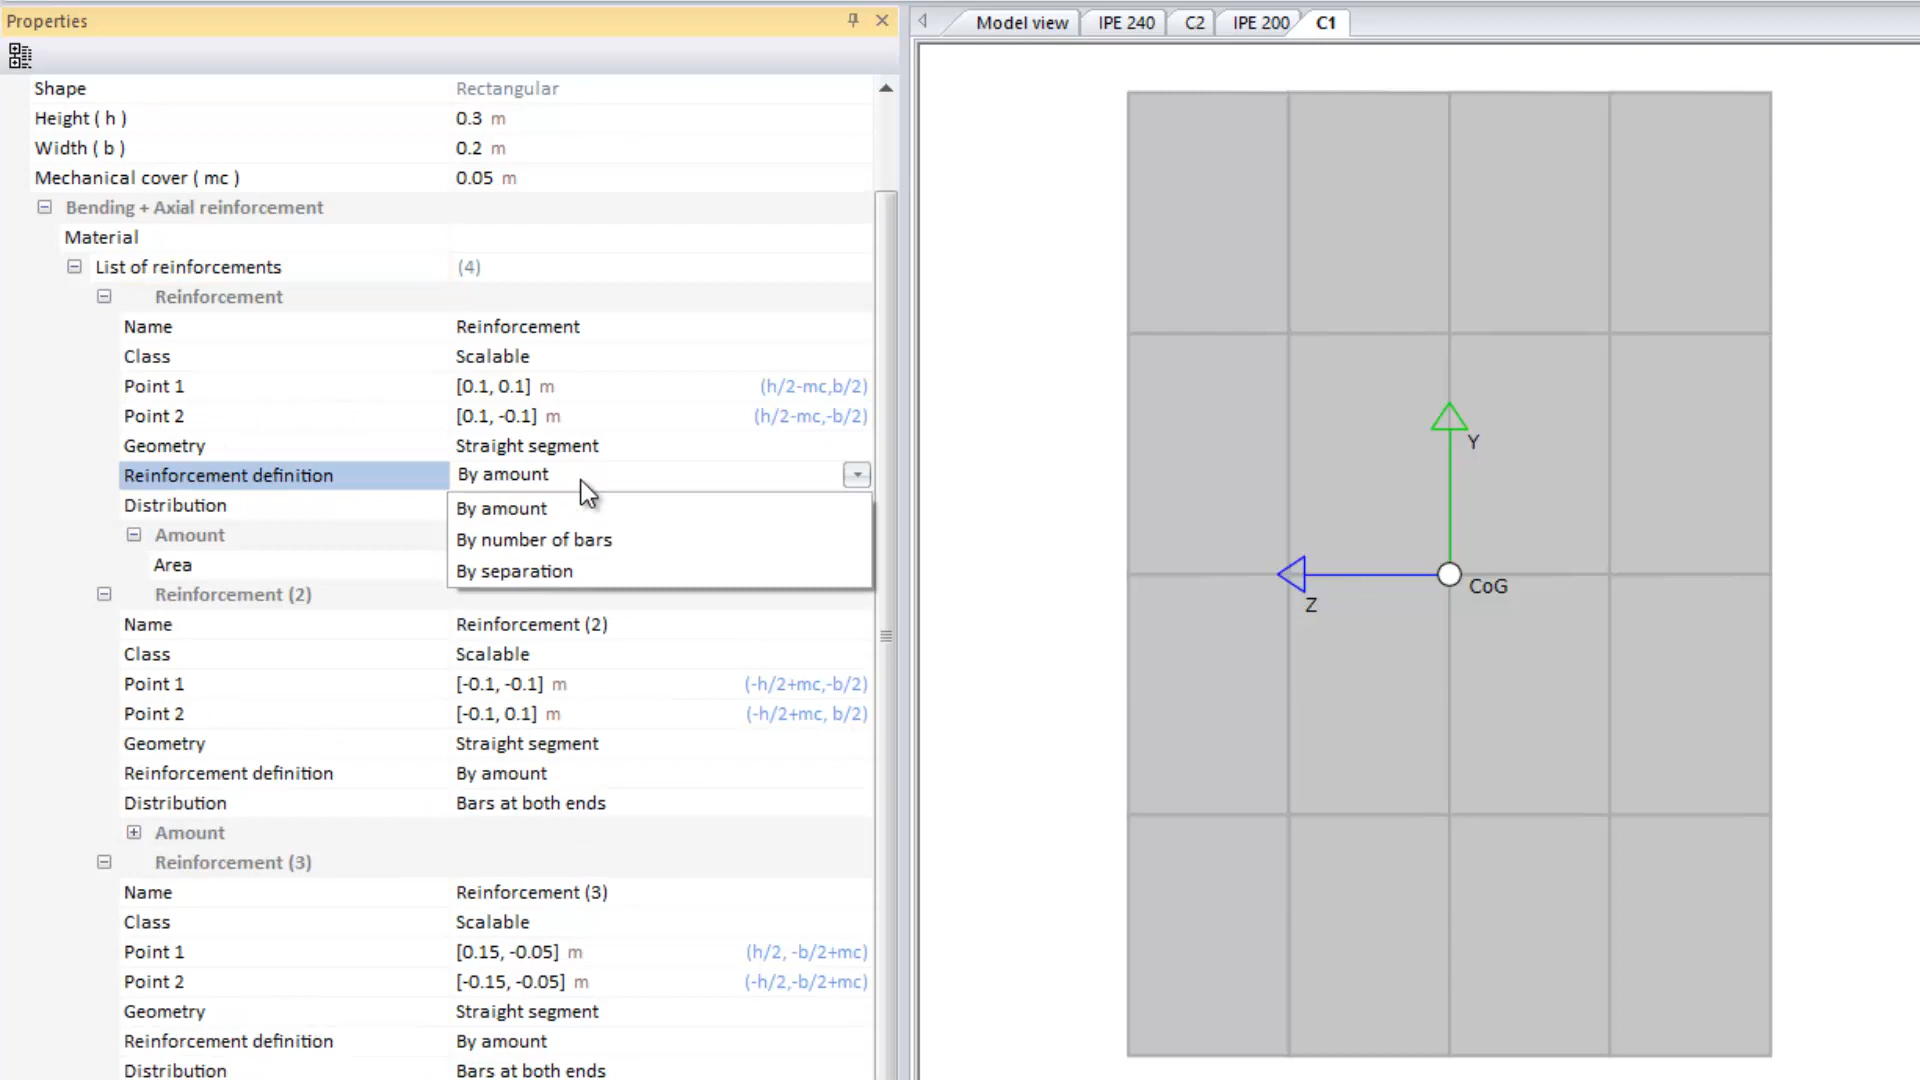 Properties
Model view IPE 240 C2 IPE 200 C1
Shape Rectangular
Height ( h ) 0.3 m
Width ( b ) 0.2 m
Mechanical cover ( mc ) 0.05 m
Bending + Axial reinforcement
Material
List of reinforcements (4)
Reinforcement
Name Reinforcement
Class Scalable
Point 1 [0.1, 0.1] m (h/2-mc,b/2)
Point 2 [0.1, -0.1] m (h/2-mc,-b/2)
Geometry Straight segment
Reinforcement definition By amount
Distribution
By amount
By number of bars
By separation
Amount
Area
Reinforcement (2)
Name Reinforcement (2)
Class Scalable
Point 1 [-0.1, -0.1] m (-h/2+mc,-b/2)
Point 2 [-0.1, 0.1] m (-h/2+mc, b/2)
Geometry Straight segment
Reinforcement definition By amount
Distribution Bars at both ends
Amount
Reinforcement (3)
Name Reinforcement (3)
Class Scalable
Point 1 [0.15, -0.05] m (h/2, -b/2+mc)
Point 2 [-0.15, -0.05] m (-h/2,-b/2+mc)
Geometry Straight segment
Reinforcement definition By amount
Distribution Bars at both ends
Y
CoG
Z